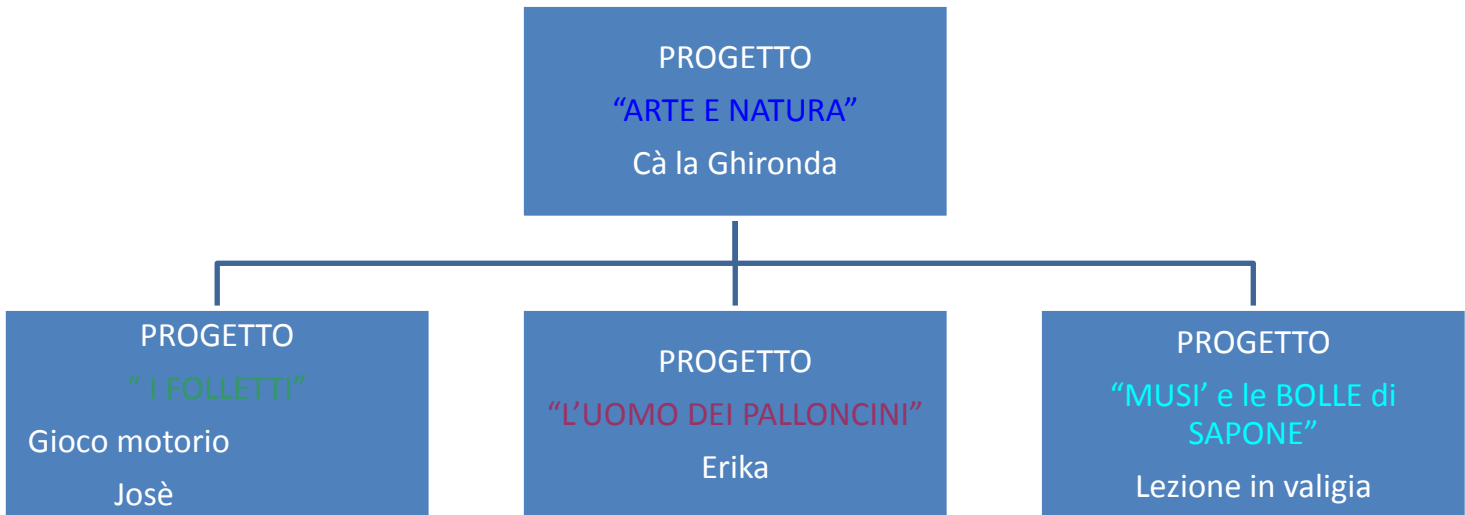 PROGETTO
“ARTE E NATURA”
Cà la Ghironda
PROGETTO
“ I FOLLETTI”
Gioco motorio
Josè
PROGETTO
“L’UOMO DEI PALLONCINI”
Erika
PROGETTO
“MUSI’ e le BOLLE di
SAPONE”
Lezione in valigia